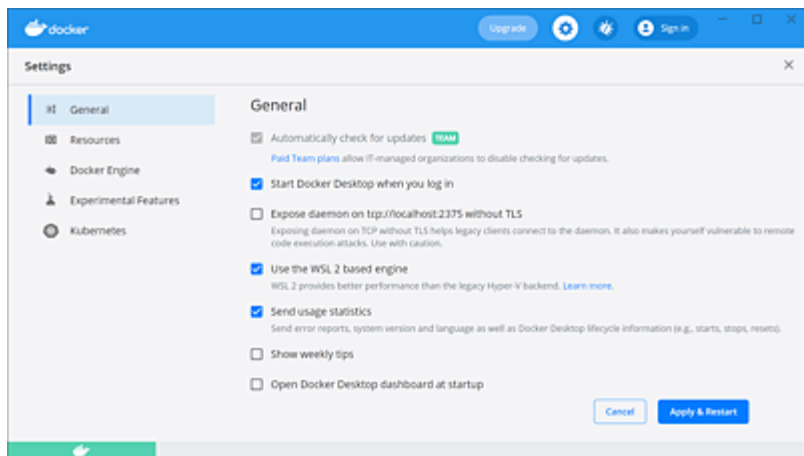 docker
Upgrade
Sign in
Settings
General
Resources
Docker Engine
Experimental Features
Kubernetes
General
Automatically check for updates TEAM
Paid Team plans allow IT-managed organizations to disable checking for updates.
Start Docker Desktop when you log in
Expose daemon on tcp://localhost:2375 without TLS
Exposing daemon on TCP without TLS helps legacy clients connect to the daemon. It also makes yourself vulnerable to remote
code execution attacks. Use with caution.
Use the WSL 2 based engine
WSL 2 provides better performance than the legacy Hyper-V backend. Learn more.
Send usage statistics
Send error reports, system version and language as well as Docker Desktop lifecycle information (e.g., starts, stops, resets).
Show weekly tips
Open Docker Desktop dashboard at startup
Cancel
Apply & Restart